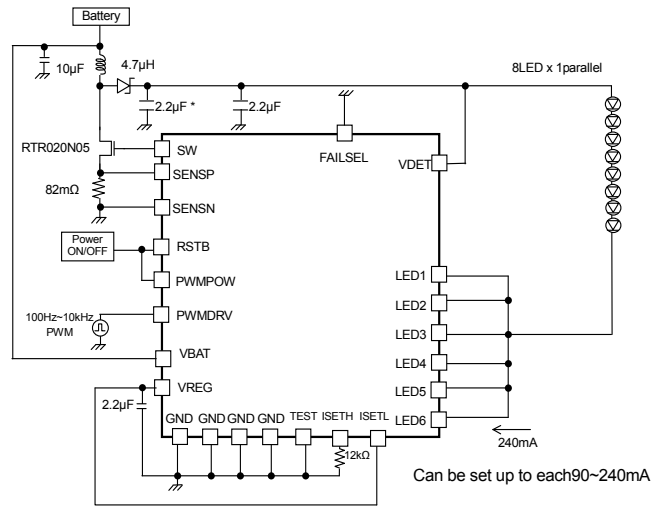 Battery
10µF
4.7µH
2.2µF *
2.2µF
8LED x 1parallel
RTR020N05
82mΩ
SW
SENSP
SENSN
FAILSEL
VDET
Power
ON/OFF
RSTB
PWMPOW
100Hz~10kHz
PWM
PWMDRV
VBAT
VREG
2.2µF
LED1
LED2
LED3
LED4
LED5
LED6
GND GND GND GND TEST ISETH ISETL
12kΩ
240mA
Can be set up to each90~240mA